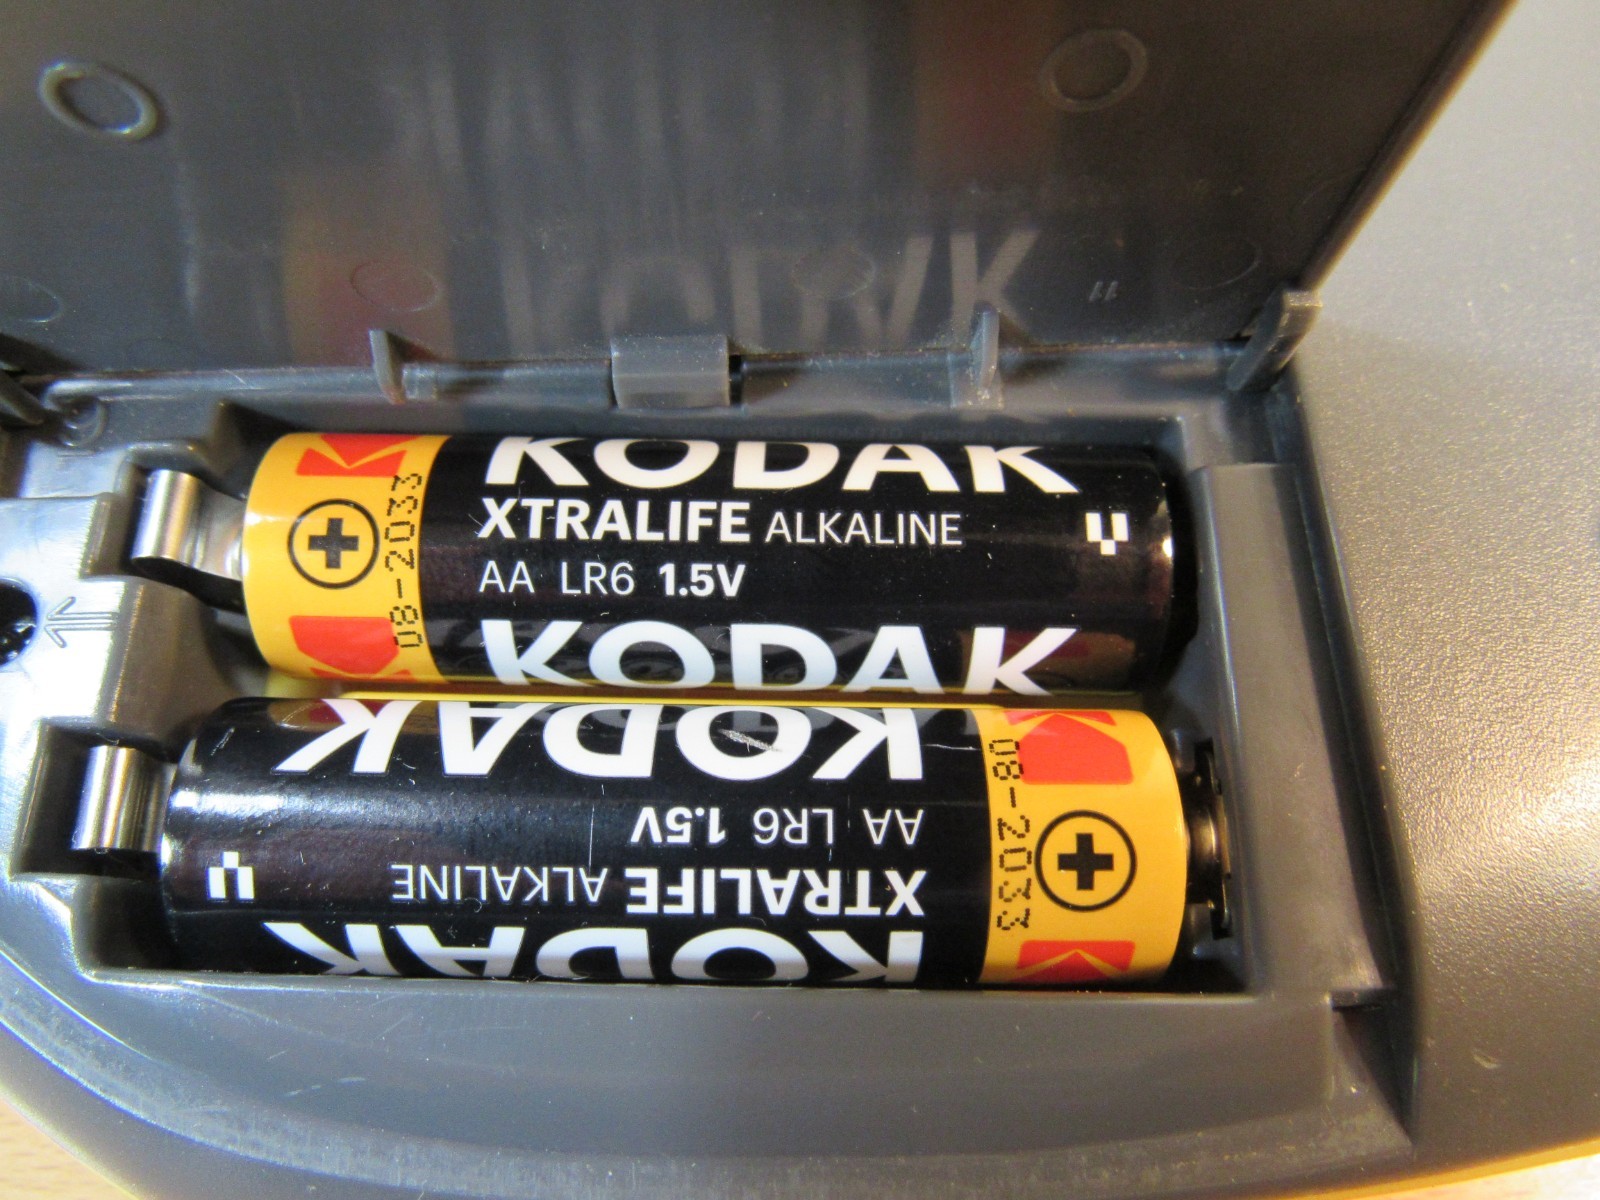 KODAK
XTRALIFE ALKALINE
AA LR6 1.5V
KODAK
08-2033
KODAK
XTRALIFE ALKALINE
AA LR6 1.5V
KODAK
08-2033